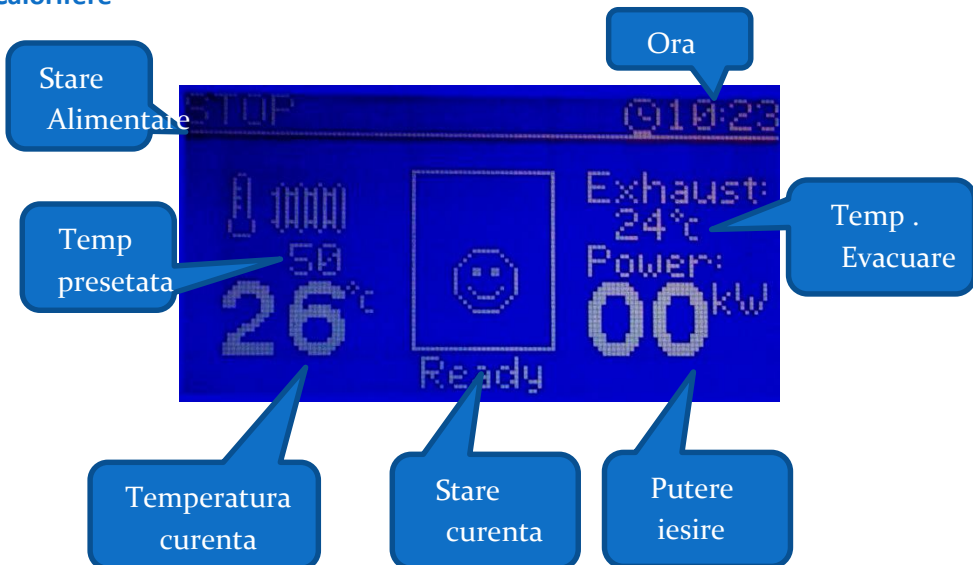 Ora
Stare
Alimentare
STOP
10:23
Exhaust:
24°c
Temp .
Evacuare
Temp
presetata
50
Power:
26°c
00kW
Ready
Temperatura
curenta
Stare
curenta
Putere
iesire